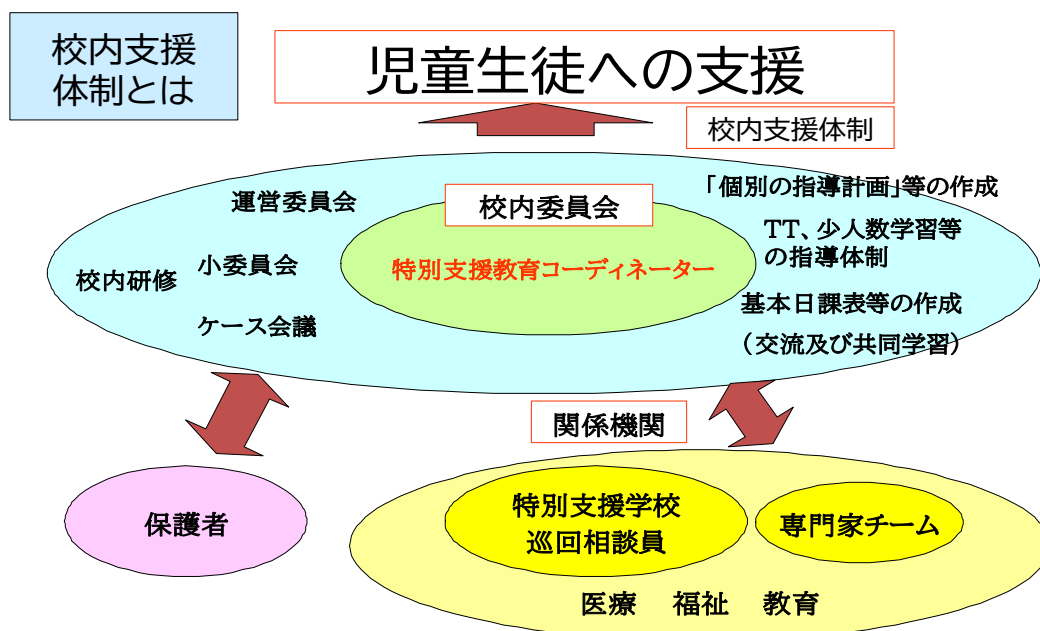 校内支援
体制とは
児童生徒への支援
校内支援体制
運営委員会
校内委員会
「個別の指導計画」等の作成
TT、少人数学習等
の指導体制
校内研修
小委員会
特別支援教育コーディネーター
基本日課表等の作成
ケース会議
（交流及び共同学習）
関係機関
保護者
特別支援学校
巡回相談員
専門家チーム
医療　福祉　教育